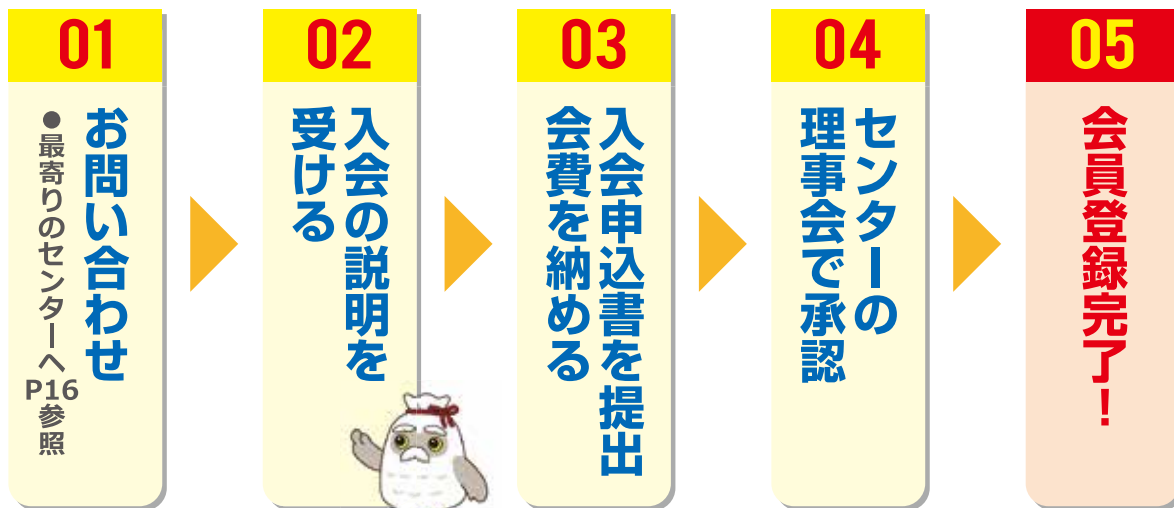 01
お問い合わせ
●最寄りのセンターへ
P16参照
02
入会の説明を
受ける
03
入会申込書を提出
会費を納める
04
センターの
理事会で承認
05
会員登録完了！